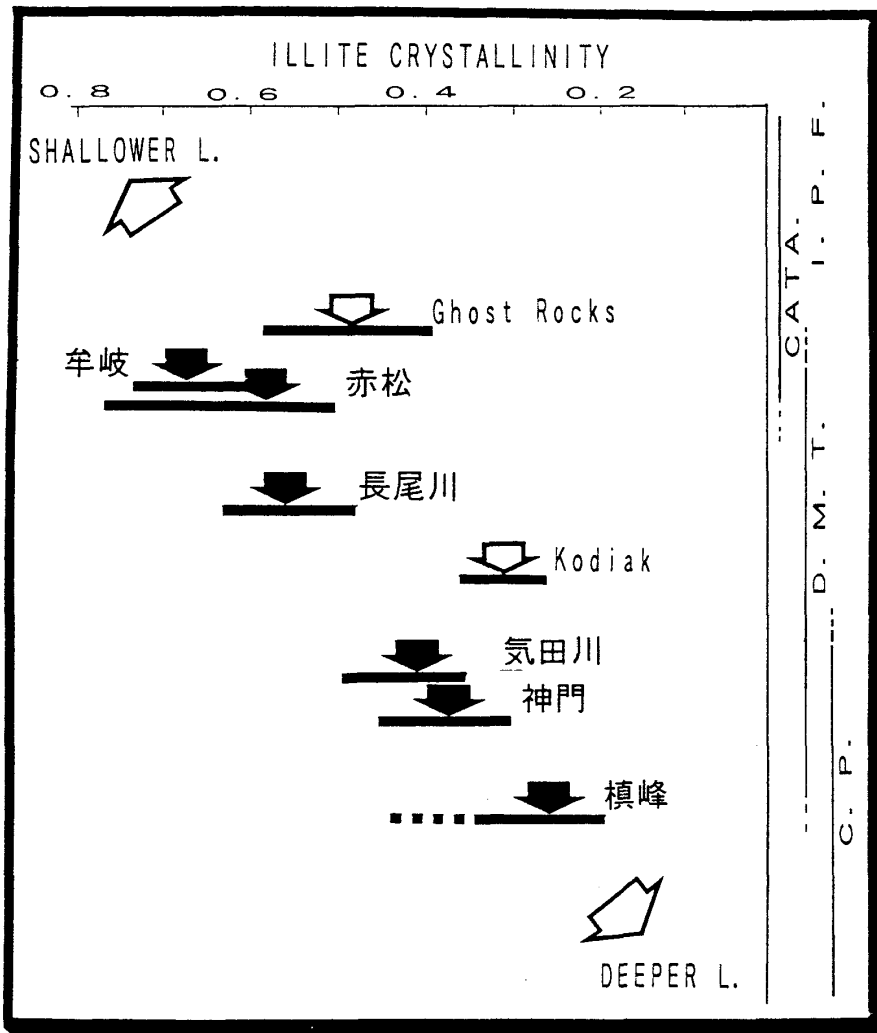 ILLITE CRYSTALLINITY
0.8 0.6 0.4 0.2
SHALLOWER L.
Ghost Rocks
牟岐
赤松
長尾川
Kodiak
気田川
神門
槙峰
DEEPER L.
CATA.
I. P. F.
D. M. T.
C. P.